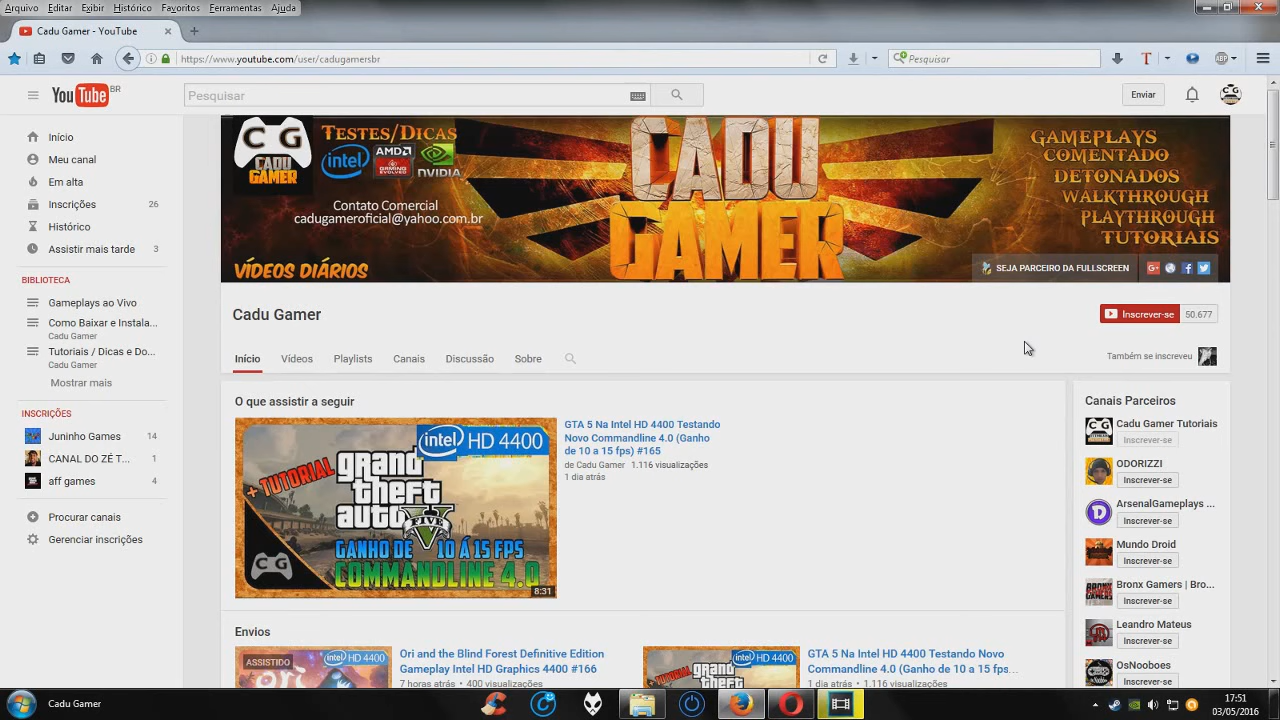 Arquivo Editar Exibir Histórico Favoritos Ferramentas Ajuda
Cadu Gamer - YouTube
https://www.youtube.com/user/cadugamersbr
Pesquisar
You Tube BR
Pesquisar
Enviar
Início
Meu canal
Em alta
Inscrições 26
Histórico
Assistir mais tarde 3
BIBLIOTECA
Gameplays ao Vivo
Como Baixar e Instala...
Cadu Gamer
Tutoriais / Dicas e Do...
Cadu Gamer
Mostrar mais
INSCRIÇÕES
Juninho Games 14
CANAL DO ZÉ T... 1
aff games 4
Procurar canais
Gerenciar inscrições
CG
CADU
GAMER
TESTES/DICAS
intel AMD GAMING EVOLVED NVIDIA
Contato Comercial
cadugameroficial@yahoo.com.br
VÍDEOS DIÁRIOS
CADU
GAMER
GAMEPLAYS
COMENTADO
DETONADOS
WALKTHROUGH
PLAYTHROUGH
TUTORIAIS
SEJA PARCEIRO DA FULLSCREEN
Cadu Gamer
Inscrever-se 50.677
Início Vídeos Playlists Canais Discussão Sobre
Também se inscreveu
O que assistir a seguir
intel HD 4400
+ TUTORIAL
grand
theft
auto
FIVE
GANHO DE 10 Á 15 FPS
COMMANDLINE 4.0
CG
8:31
GTA 5 Na Intel HD 4400 Testando
Novo Commandline 4.0 (Ganho
de 10 a 15 fps) #165
de Cadu Gamer 1.116 visualizações
1 dia atrás
Envios
ASSISTIDO
intel HD 4400
Ori and the Blind Forest Definitive Edition
Gameplay Intel HD Graphics 4400 #166
7 horas atrás • 400 visualizações
intel HD 4400
grand
GTA 5 Na Intel HD 4400 Testando Novo
Commandline 4.0 (Ganho de 10 a 15 fps...
1 dia atrás • 1.116 visualizações
Canais Parceiros
Cadu Gamer Tutoriais
Inscrever-se
ODORIZZI
Inscrever-se
ArsenalGameplays ...
Inscrever-se
Mundo Droid
Inscrever-se
Bronx Gamers | Bro...
Inscrever-se
Leandro Mateus
Inscrever-se
OsNooboes
Inscrever-se
Cadu Gamer
17:51
03/05/2016